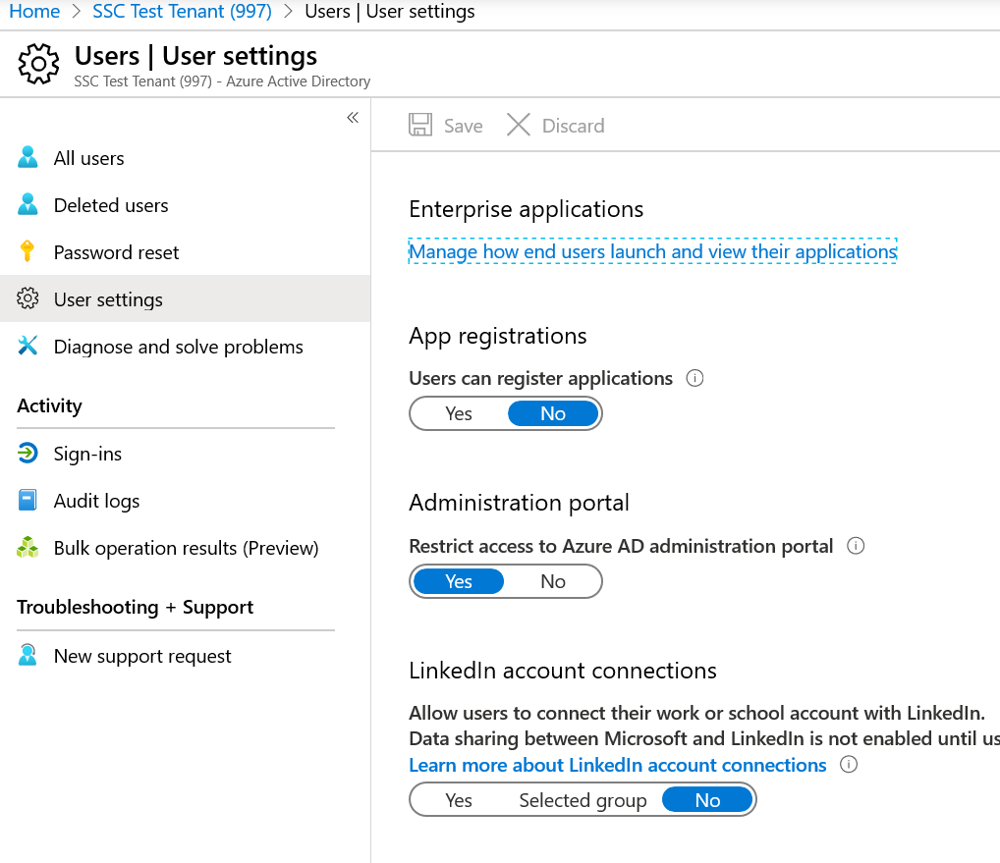 Home > SSC Test Tenant (997) > Users | User settings
Users | User settings
SSC Test Tenant (997) - Azure Active Directory
«
All users
Deleted users
Password reset
User settings
Diagnose and solve problems
Activity
Sign-ins
Audit logs
Bulk operation results (Preview)
Troubleshooting + Support
New support request
Save Discard
Enterprise applications
Manage how end users launch and view their applications
App registrations
Users can register applications
Yes No
Administration portal
Restrict access to Azure AD administration portal
Yes No
LinkedIn account connections
Allow users to connect their work or school account with LinkedIn.
Data sharing between Microsoft and LinkedIn is not enabled until us
Learn more about LinkedIn account connections
Yes Selected group No